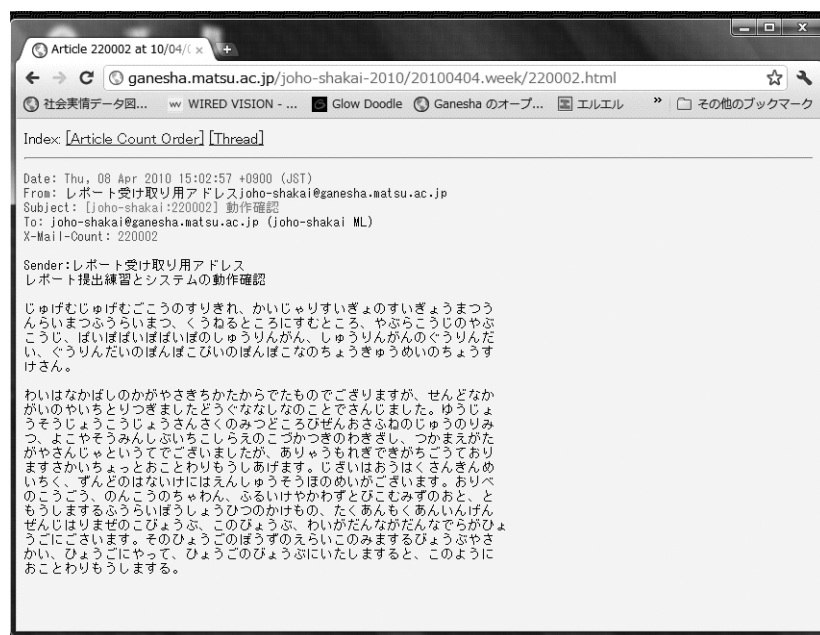 Article 220002 at 10/04/
ganesha.matsu.ac.jp/joho-shakai-2010/20100404.week/220002.html
社会実情データ図... WIRED VISION - ... Glow Doodle Ganesha のオープ... エルエル » その他のブックマーク
Index: [Article Count Order] [Thread]
Date: Thu, 08 Apr 2010 15:02:57 +0900 (JST)
From: レポート受け取り用アドレスjoho-shakai@ganesha.matsu.ac.jp
Subject: [joho-shakai:220002] 動作確認
To: joho-shakai@ganesha.matsu.ac.jp (joho-shakai ML)
X-Mail-Count: 220002
Sender:レポート受け取り用アドレス
レポート提出練習とシステムの動作確認
じゅげむじゅげむごこうのすりきれ、かいじゃりすいぎょのすいぎょうまつう
んらいまつふうらいまつ、くうねるところにすむところ、やぶらこうじのやぶ
こうじ、ぱいぽぱいぽぱいぽのしゅうりんがん、しゅうりんがんのぐうりんだ
い、ぐうりんだいのぽんぽこぴいのぽんぽこなのちょうきゅうめいのちょうす
けさん。
わいはなかばしのかがやさきちかたからでたものでござりますが、せんどなか
がいのやいちとりつぎましたどうぐななしなのことでさんじました。ゆうじょ
うそうじょうこうじょうさんさくのみつどころびぜんおさふねのじゅうのりみ
つ、よこやそうみんしぶいちこしらえのこづかつきのわきざし、つかまえがた
がやさんじゃというてでございましたが、ありゃうもれぎできがちごうており
ますさかいちょっとおことわりもうしあげます。じざいはおうはくさんきんめ
いちく、ずんどのはないけにはえんしゅうそうほのめいがございます。おりべ
のこうごう、のんこうのちゃわん、ふるいけやかわずとびこむみずのおと、と
もうしまするふうらいぼうしょうひつのかけもの、たくあんもくあんいんげん
ぜんじはりまぜのこびょうぶ、このびょうぶ、わいがだんながだんなでらがひょ
うごにございます。そのひょうごのぼうずのえらいこのみまするびょうぶやさ
かい、ひょうごにやって、ひょうごのびょうぶにいたしますると、このように
おことわりもうしまする。